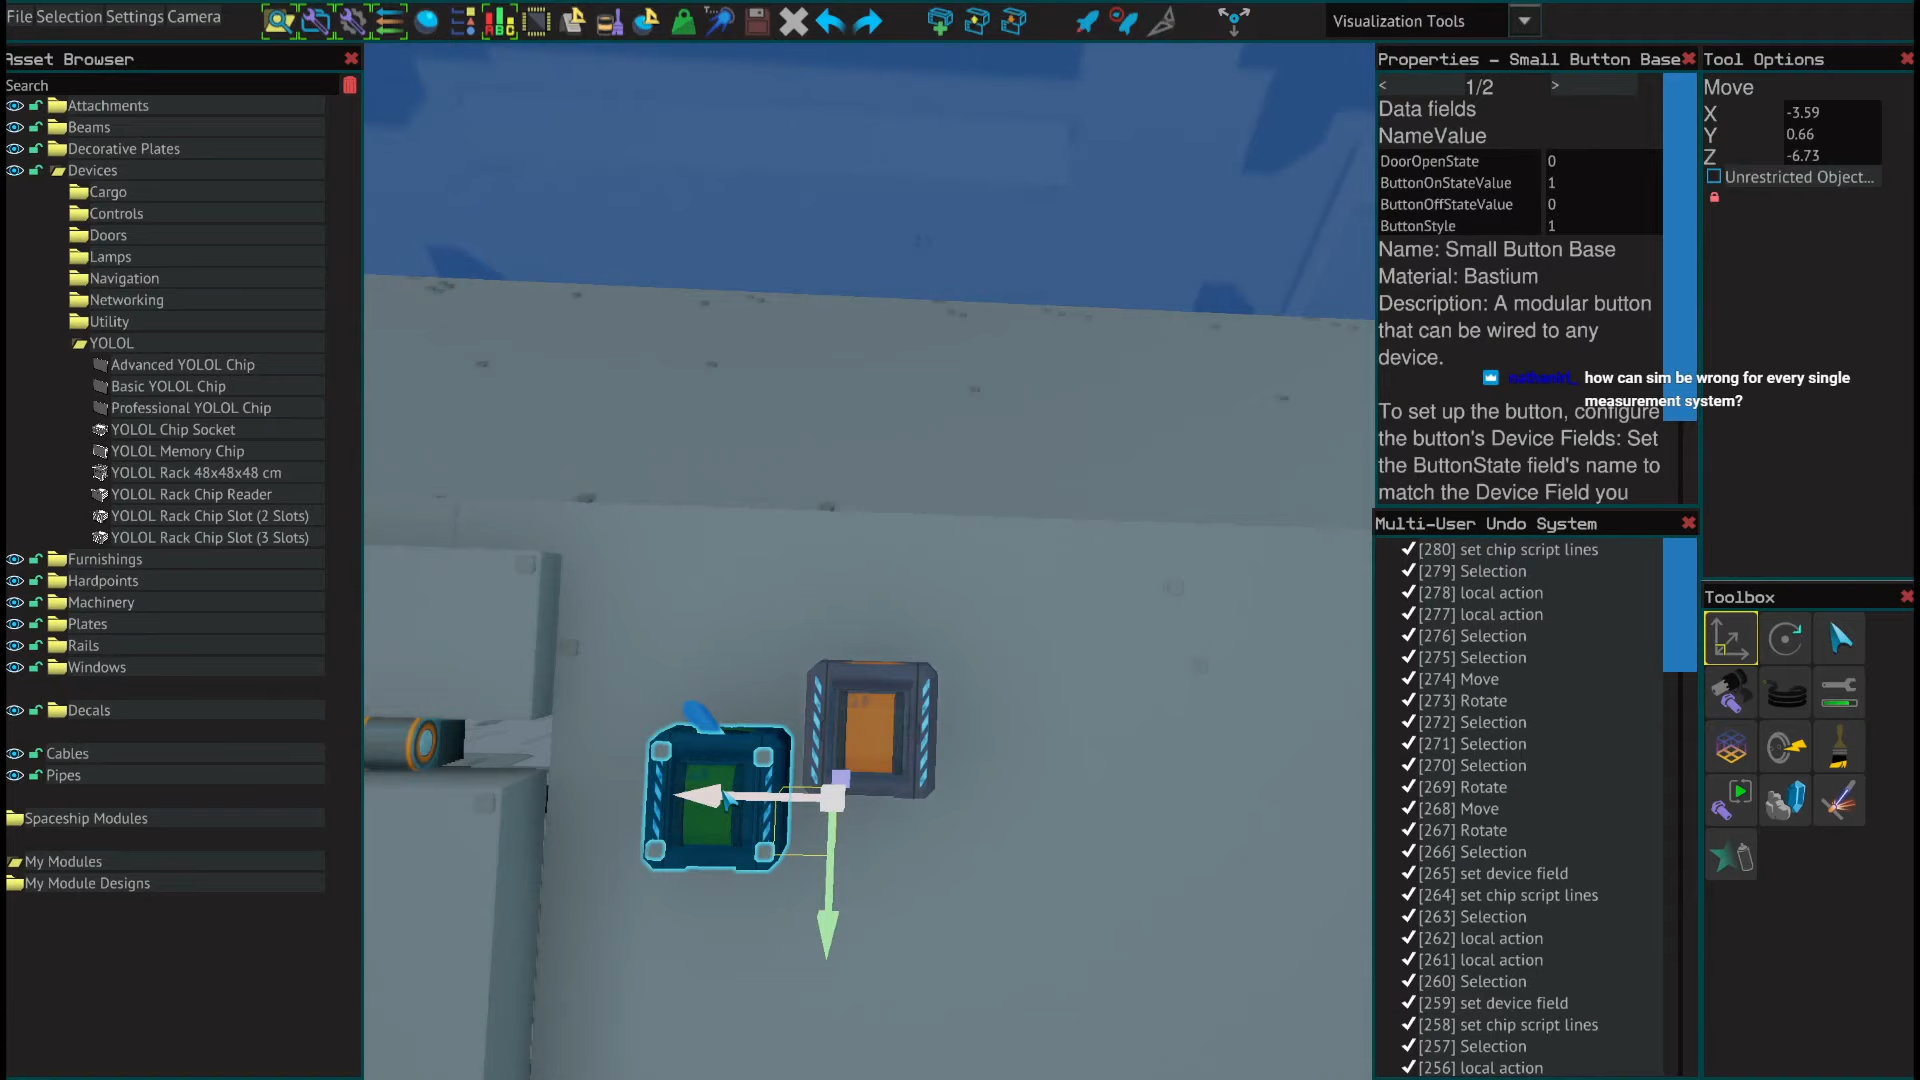 File Selection Settings Camera
Visualization Tools
Asset Browser
Search
Attachments
Beams
Decorative Plates
Devices
Cargo
Controls
Doors
Lamps
Navigation
Networking
Utility
YOLOL
Advanced YOLOL Chip
Basic YOLOL Chip
Professional YOLOL Chip
YOLOL Chip Socket
YOLOL Memory Chip
YOLOL Rack 48x48x48 cm
YOLOL Rack Chip Reader
YOLOL Rack Chip Slot (2 Slots)
YOLOL Rack Chip Slot (3 Slots)
Furnishings
Hardpoints
Machinery
Plates
Rails
Windows
Decals
Cables
Pipes
Spaceship Modules
My Modules
My Module Designs
Properties - Small Button Base
< 1/2 >
Data fields
NameValue
DoorOpenState 0
ButtonOnStateValue 1
ButtonOffStateValue 0
ButtonStyle 1
Name: Small Button Base
Material: Bastium
Description: A modular button
that can be wired to any
device.
how can sim be wrong for every single
measurement system?
To set up the button, configure
the button's Device Fields: Set
the ButtonState field's name to
match the Device Field you
Multi-User Undo System
[280] set chip script lines
[279] Selection
[278] local action
[277] local action
[276] Selection
[275] Selection
[274] Move
[273] Rotate
[272] Selection
[271] Selection
[270] Selection
[269] Rotate
[268] Move
[267] Rotate
[266] Selection
[265] set device field
[264] set chip script lines
[263] Selection
[262] local action
[261] local action
[260] Selection
[259] set device field
[258] set chip script lines
[257] Selection
[256] local action
Tool Options
Move
X -3.59
Y 0.66
Z -6.73
Unrestricted Object...
Toolbox